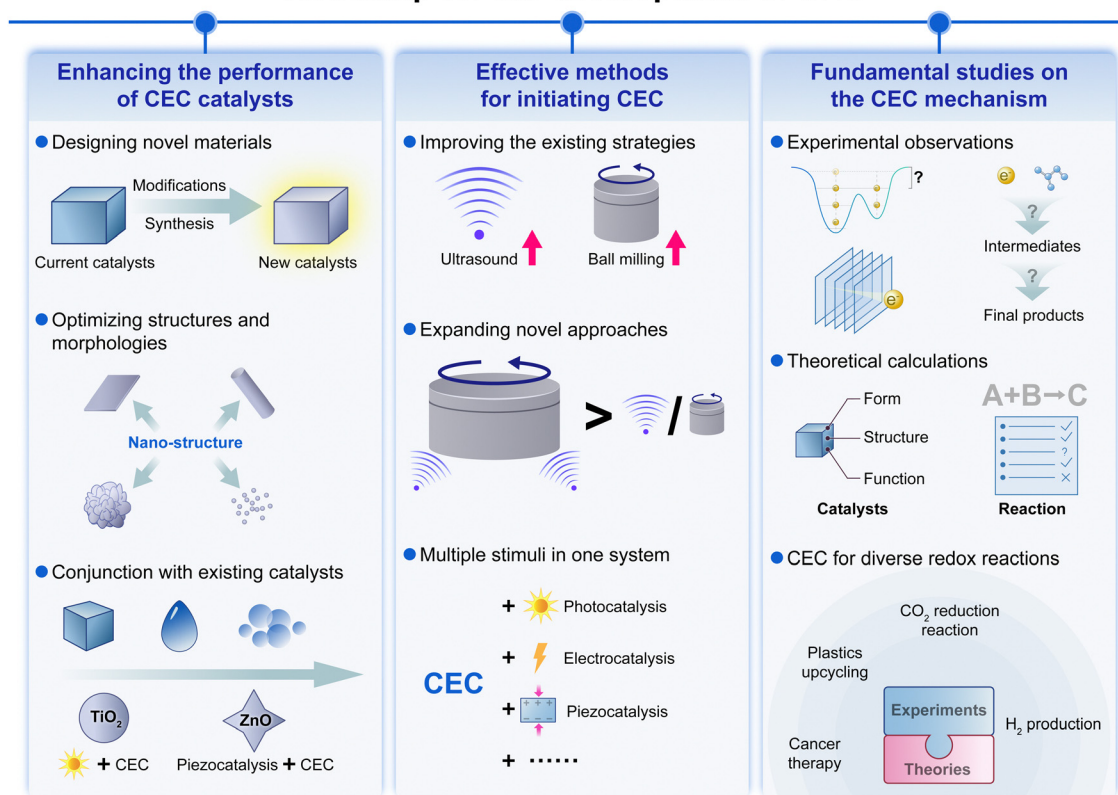 Enhancing the performance
of CEC catalysts
Designing novel materials
Modifications
Synthesis
Current catalysts
New catalysts
Optimizing structures and
morphologies
Nano-structure
Conjunction with existing catalysts
TiO₂
ZnO
+ CEC
Piezocatalysis + CEC
Effective methods
for initiating CEC
Improving the existing strategies
Ultrasound
Ball milling
Expanding novel approaches
> /
Multiple stimuli in one system
CEC
+ Photocatalysis
+ Electrocatalysis
+ + +
- - -
+ Piezocatalysis
+ ······
Fundamental studies on
the CEC mechanism
Experimental observations
?
e⁻
?
Intermediates
?
Final products
e⁻
Theoretical calculations
Form
Structure
Function
Catalysts
A+B→C
?
Reaction
CEC for diverse redox reactions
CO₂ reduction
reaction
Plastics
upcycling
Experiments
H₂ production
Cancer
therapy
Theories